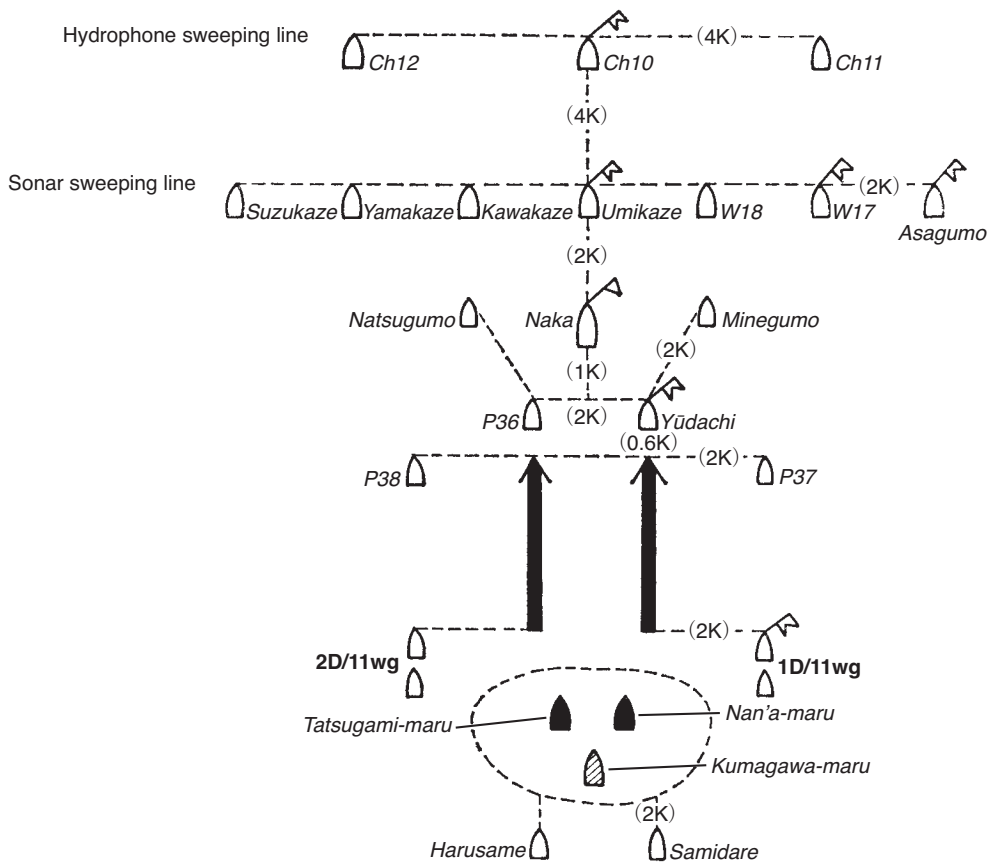 Hydrophone sweeping line
(4K)
Ch12 Ch10 Ch11
(4K)
Sonar sweeping line
(2K)
Suzukaze Yamakaze Kawakaze Umikaze W18 W17
Asagumo
(2K)
Natsugumo Naka Minegumo
(2K)
(1K)
P36 (2K) Yūdachi
(0.6K)
(2K)
P38 P37
(2K)
2D/11wg 1D/11wg
Tatsugami-maru Nan'a-maru
Kumagawa-maru
(2K)
Harusame Samidare